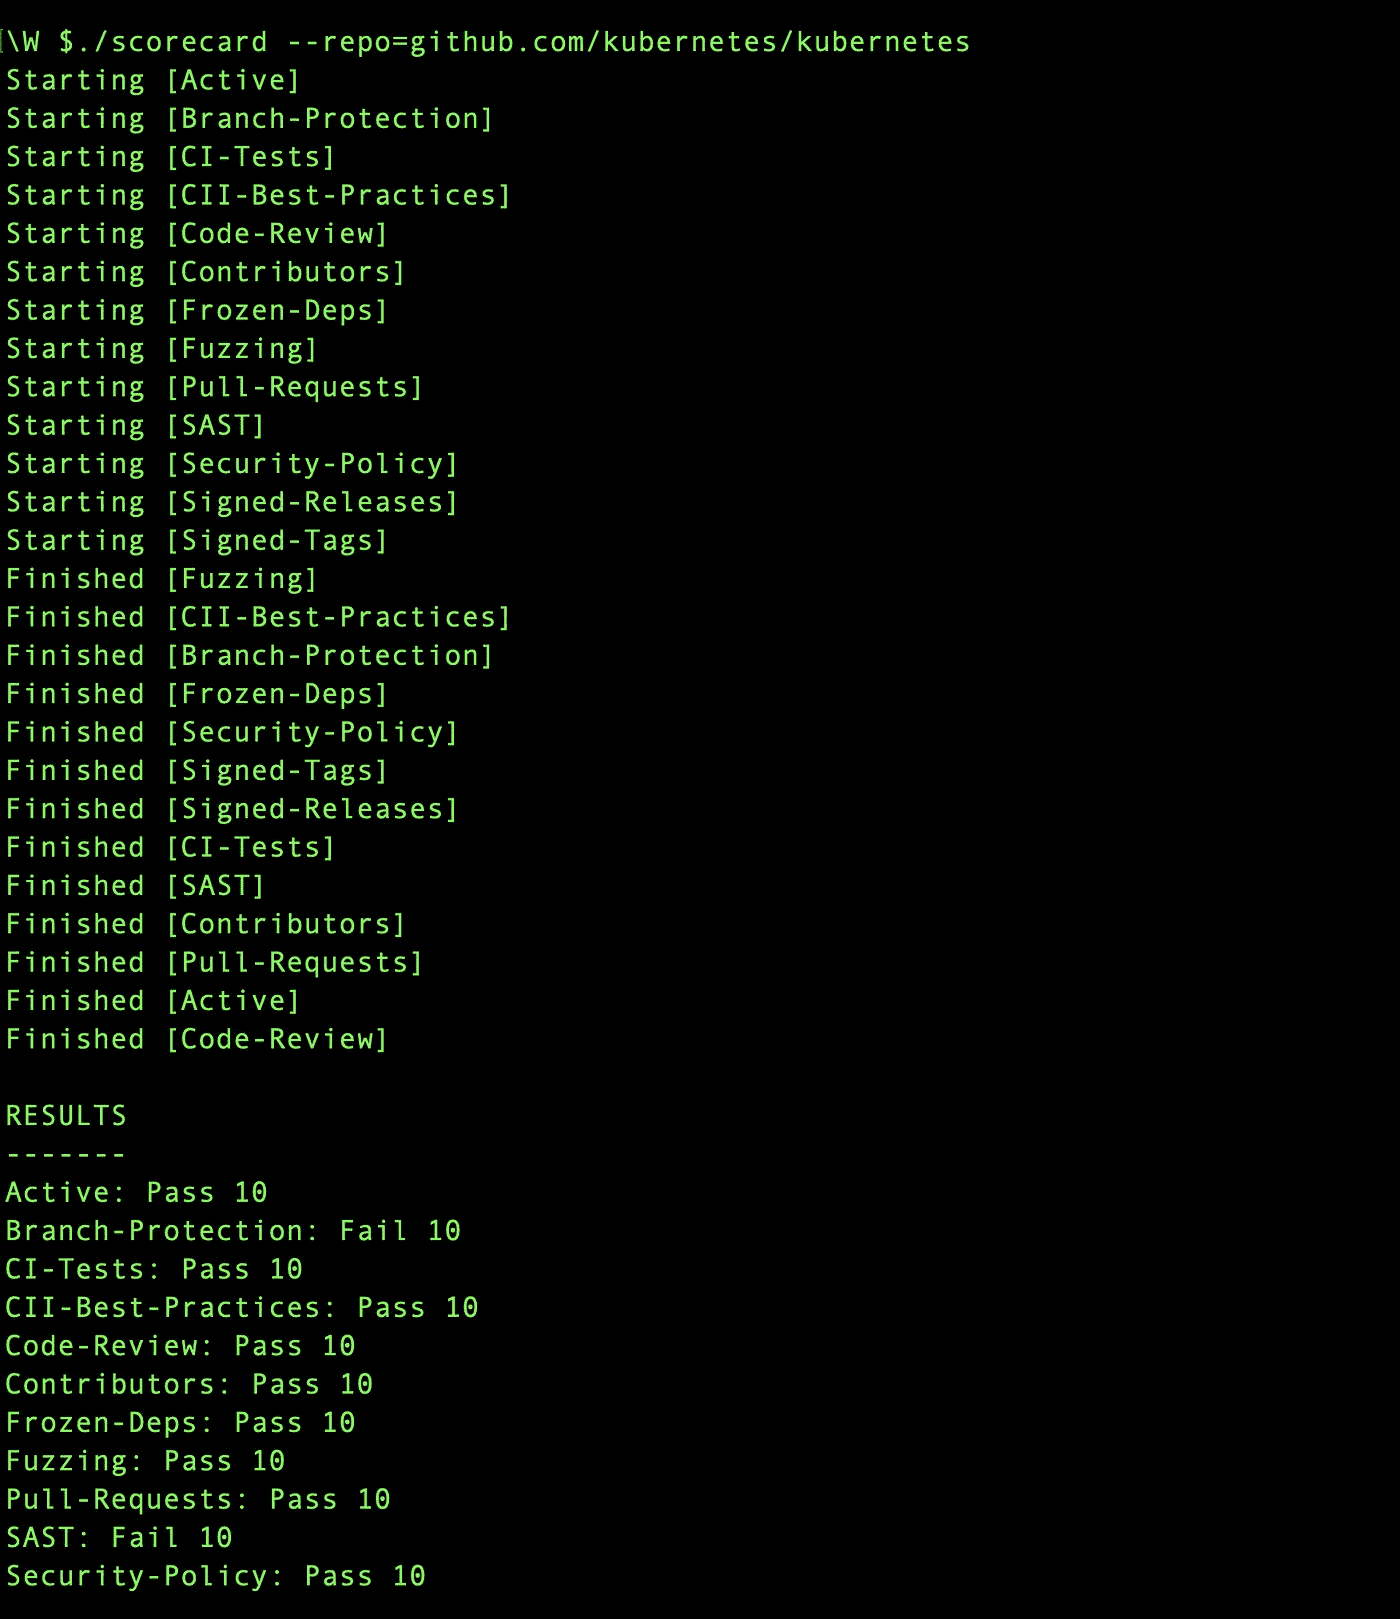 \W $./scorecard --repo=github.com/kubernetes/kubernetes
Starting [Active]
Starting [Branch-Protection]
Starting [CI-Tests]
Starting [CII-Best-Practices]
Starting [Code-Review]
Starting [Contributors]
Starting [Frozen-Deps]
Starting [Fuzzing]
Starting [Pull-Requests]
Starting [SAST]
Starting [Security-Policy]
Starting [Signed-Releases]
Starting [Signed-Tags]
Finished [Fuzzing]
Finished [CII-Best-Practices]
Finished [Branch-Protection]
Finished [Frozen-Deps]
Finished [Security-Policy]
Finished [Signed-Tags]
Finished [Signed-Releases]
Finished [CI-Tests]
Finished [SAST]
Finished [Contributors]
Finished [Pull-Requests]
Finished [Active]
Finished [Code-Review]

RESULTS
-------
Active: Pass 10
Branch-Protection: Fail 10
CI-Tests: Pass 10
CII-Best-Practices: Pass 10
Code-Review: Pass 10
Contributors: Pass 10
Frozen-Deps: Pass 10
Fuzzing: Pass 10
Pull-Requests: Pass 10
SAST: Fail 10
Security-Policy: Pass 10